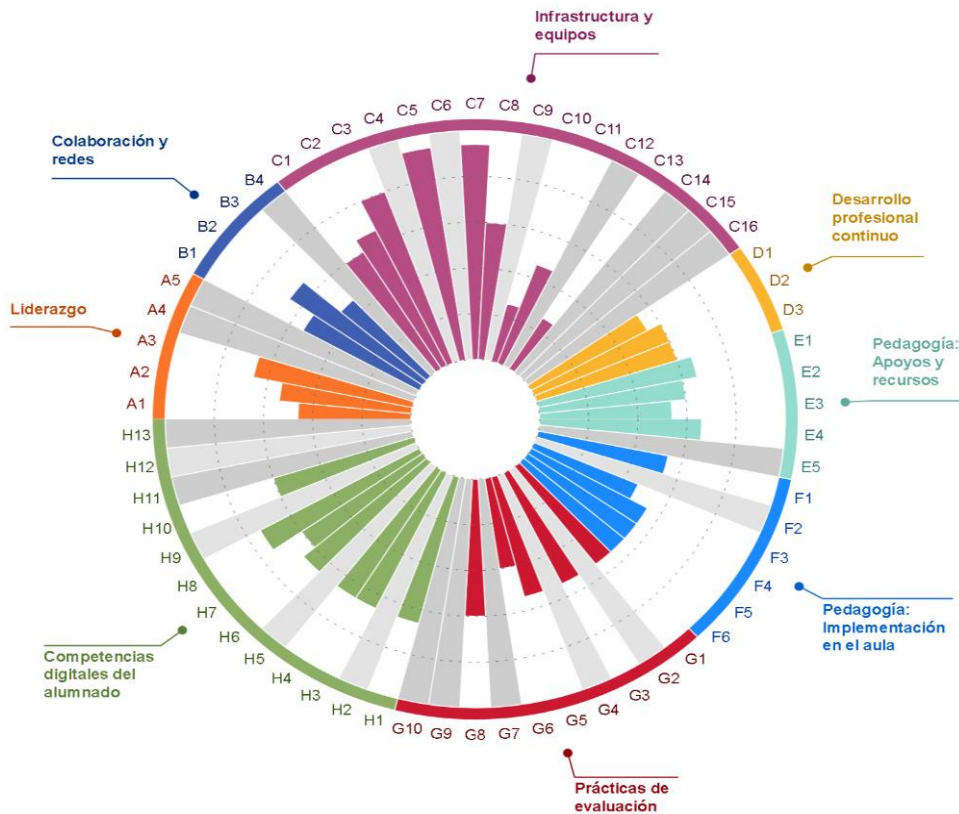 Infrastructura y
equipos
Colaboración y
redes
Desarrollo
profesional
continuo
Liderazgo
Pedagogía:
Apoyos y
recursos
Pedagogía:
Implementación
en el aula
Competencias
digitales del
alumnado
Prácticas de
evaluación
A1
A2
A3
A4
A5
B1
B2
B3
B4
C1
C2
C3
C4
C5
C6
C7
C8
C9
C10
C11
C12
C13
C14
C15
C16
D1
D2
D3
E1
E2
E3
E4
E5
F1
F2
F3
F4
F5
F6
G1
G2
G3
G4
G5
G6
G7
G8
G9
G10
H1
H2
H3
H4
H5
H6
H7
H8
H9
H10
H11
H12
H13